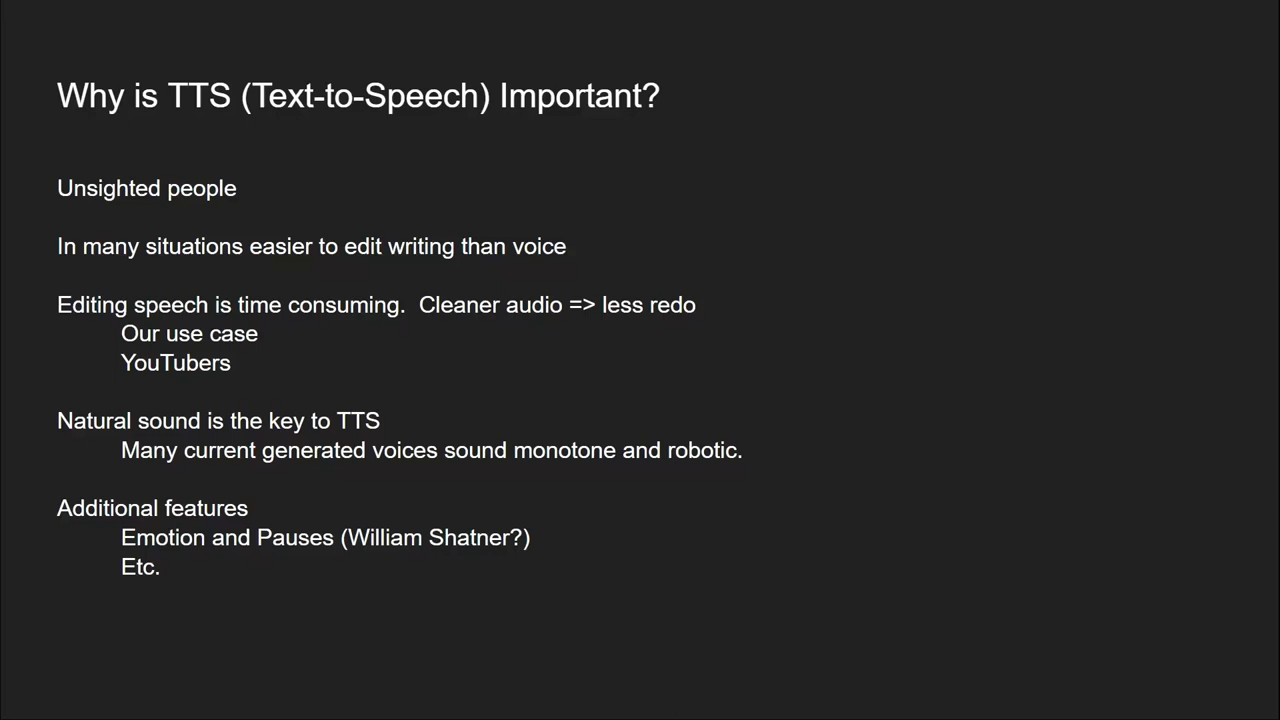 Why is TTS (Text-to-Speech) Important?
Unsighted people
In many situations easier to edit writing than voice
Editing speech is time consuming.  Cleaner audio => less redo
Our use case
YouTubers
Natural sound is the key to TTS
Many current generated voices sound monotone and robotic.
Additional features
Emotion and Pauses (William Shatner?)
Etc.